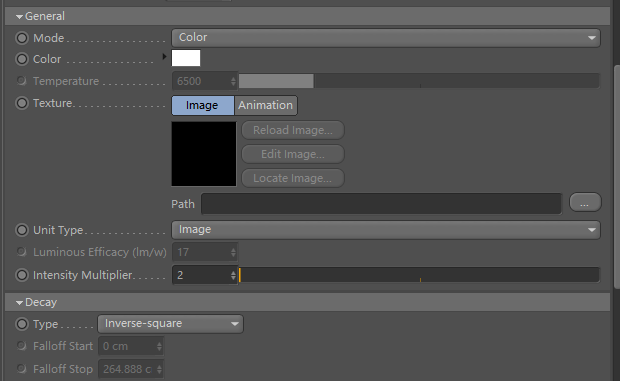 General
Mode . . . . . . . . . . . . . . Color
Color . . . . . . . . . . . . .
Temperature . . . . . . . . . 6500
Texture. . . . . . . . . . . . . Image Animation
Reload Image...
Edit Image...
Locate Image...
Path ...
Unit Type . . . . . . . . . . . Image
Luminous Efficacy (lm/w) 17
Intensity Multiplier. . . . . . 2
Decay
Type . . . . . . Inverse-square
Falloff Start 0 cm
Falloff Stop 264.888 c